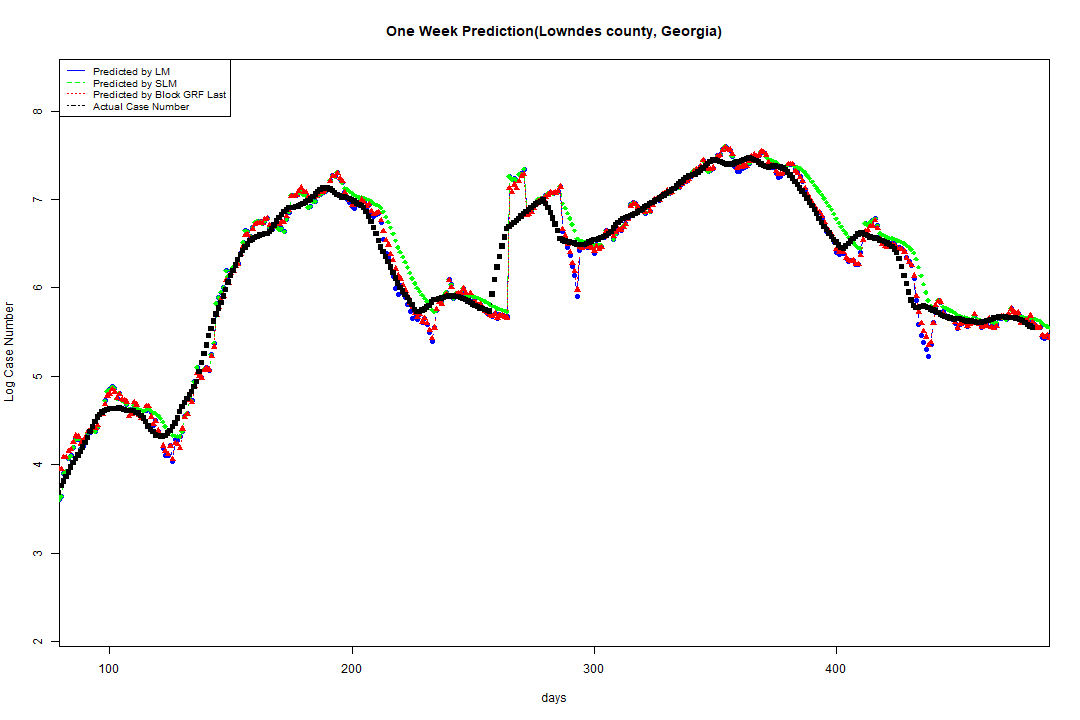 One Week Prediction(Lowndes county, Georgia)
Predicted by LM
Predicted by SLM
Predicted by Block GRF Last
Actual Case Number
8
7
6
5
4
3
2
Log Case Number
100 200 300 400
days